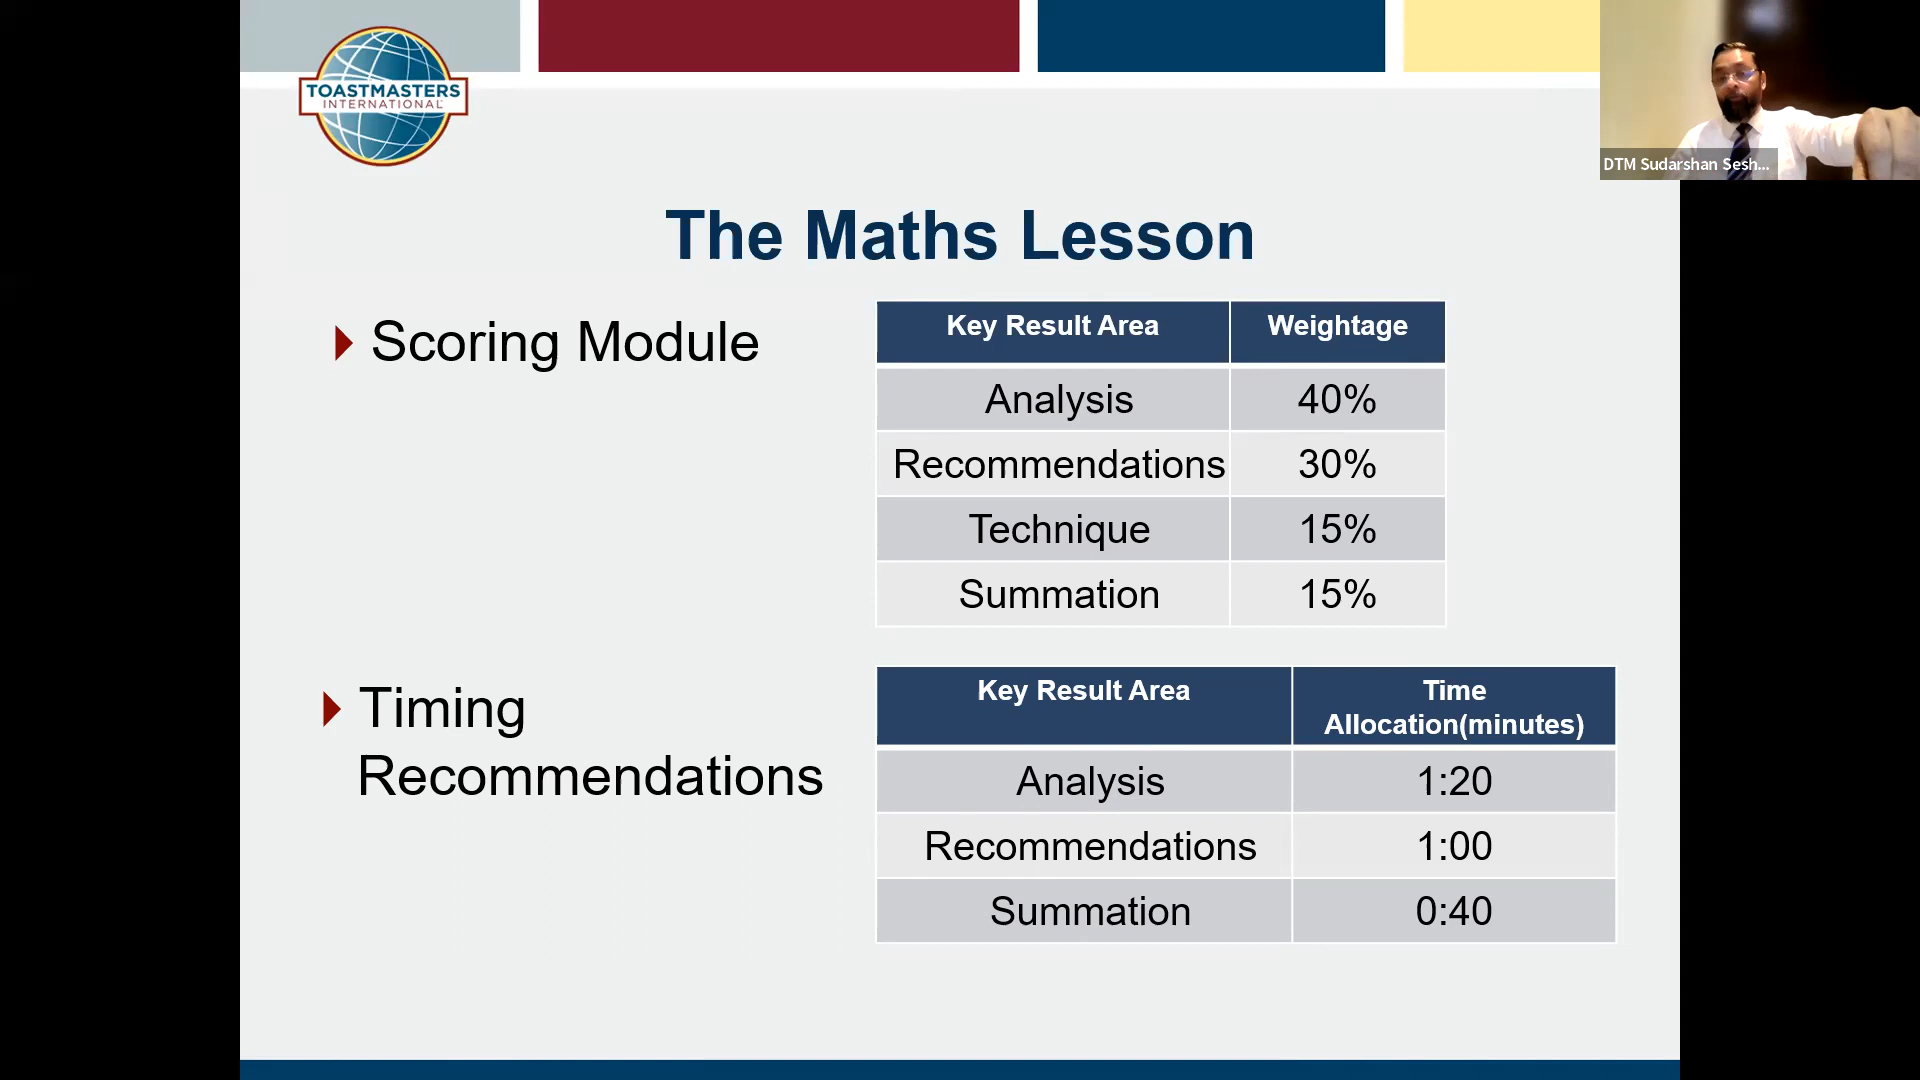 TOASTMASTERS
INTERNATIONAL
DTM Sudarshan Sesh...
The Maths Lesson
Scoring Module
Key Result Area Weightage
Analysis 40%
Recommendations 30%
Technique 15%
Summation 15%
Timing
Recommendations
Key Result Area Time
Allocation(minutes)
Analysis 1:20
Recommendations 1:00
Summation 0:40